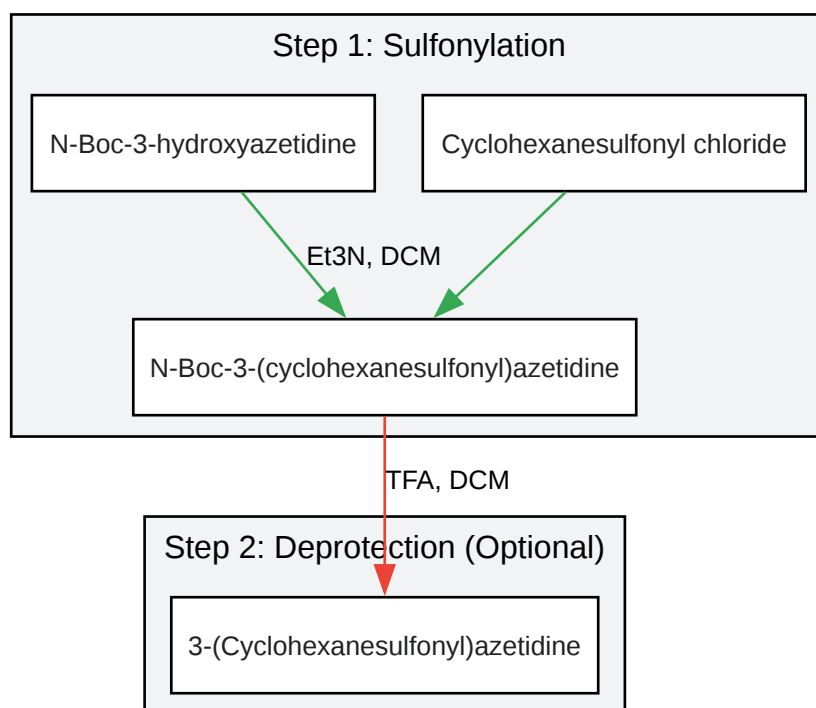 Step 1: Sulfonylation
N-Boc-3-hydroxyazetidine
Cyclohexanesulfonyl chloride
Et3N, DCM
N-Boc-3-(cyclohexanesulfonyl)azetidine
TFA, DCM
Step 2: Deprotection (Optional)
3-(Cyclohexanesulfonyl)azetidine